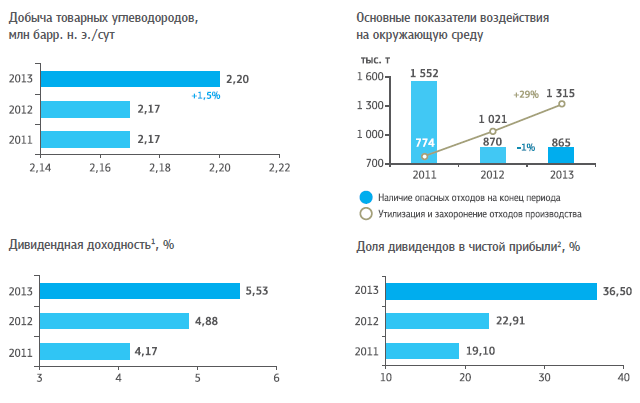 Добыча товарных углеводородов,
млн барр. н. э./сут
2013
2,20
+1,5%
2012
2,17
2011
2,17
2,14 2,16 2,18 2,20 2,22
Основные показатели воздействия
на окружающую среду
тыс. т
1 600
1 300
1 000
700
1 552
774
1 021
870
+29%
-1%
1 315
865
2011 2012 2013
Наличие опасных отходов на конец периода
Утилизация и захоронение отходов производства
Дивидендная доходность¹, %
2013
5,53
2012
4,88
2011
4,17
3 4 5 6
Доля дивидендов в чистой прибыли², %
2013
36,50
2012
22,91
2011
19,10
10 20 30 40